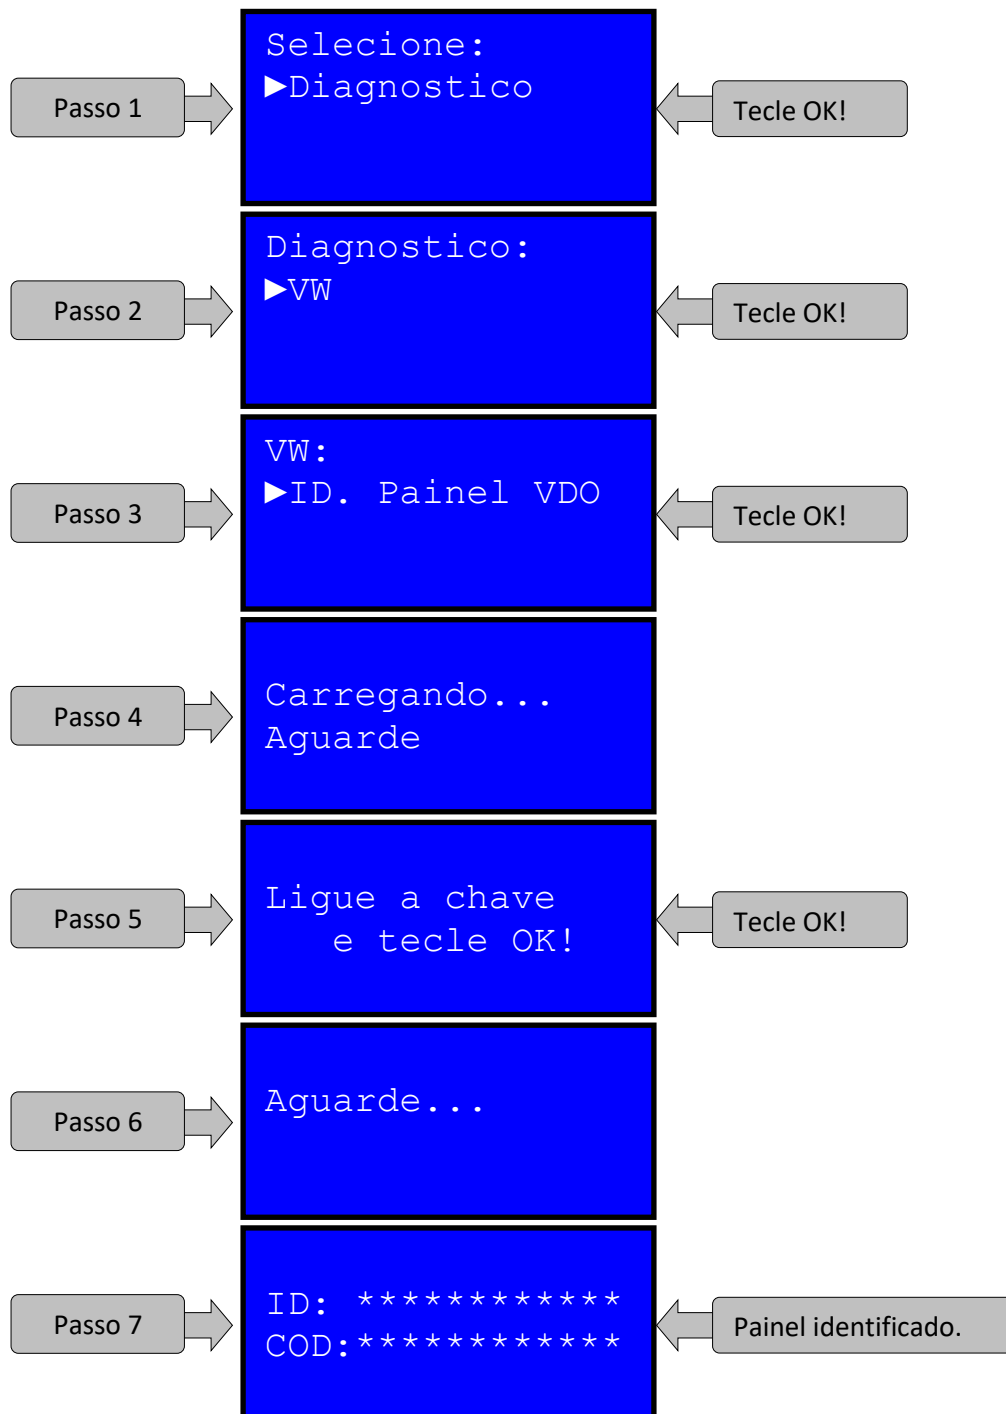 Passo 1
Selecione:
►Diagnostico
Tecle OK!
Passo 2
Diagnostico:
►VW
Tecle OK!
Passo 3
VW:
►ID. Painel VDO
Tecle OK!
Passo 4
Carregando...
Aguarde
Passo 5
Ligue a chave
e tecle OK!
Tecle OK!
Passo 6
Aguarde...
Passo 7
ID: ************
COD:************
Painel identificado.